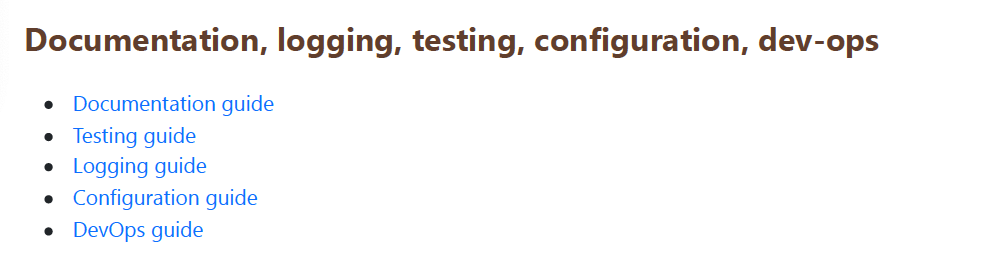 Documentation, logging, testing, configuration, dev-ops
Documentation guide
Testing guide
Logging guide
Configuration guide
DevOps guide